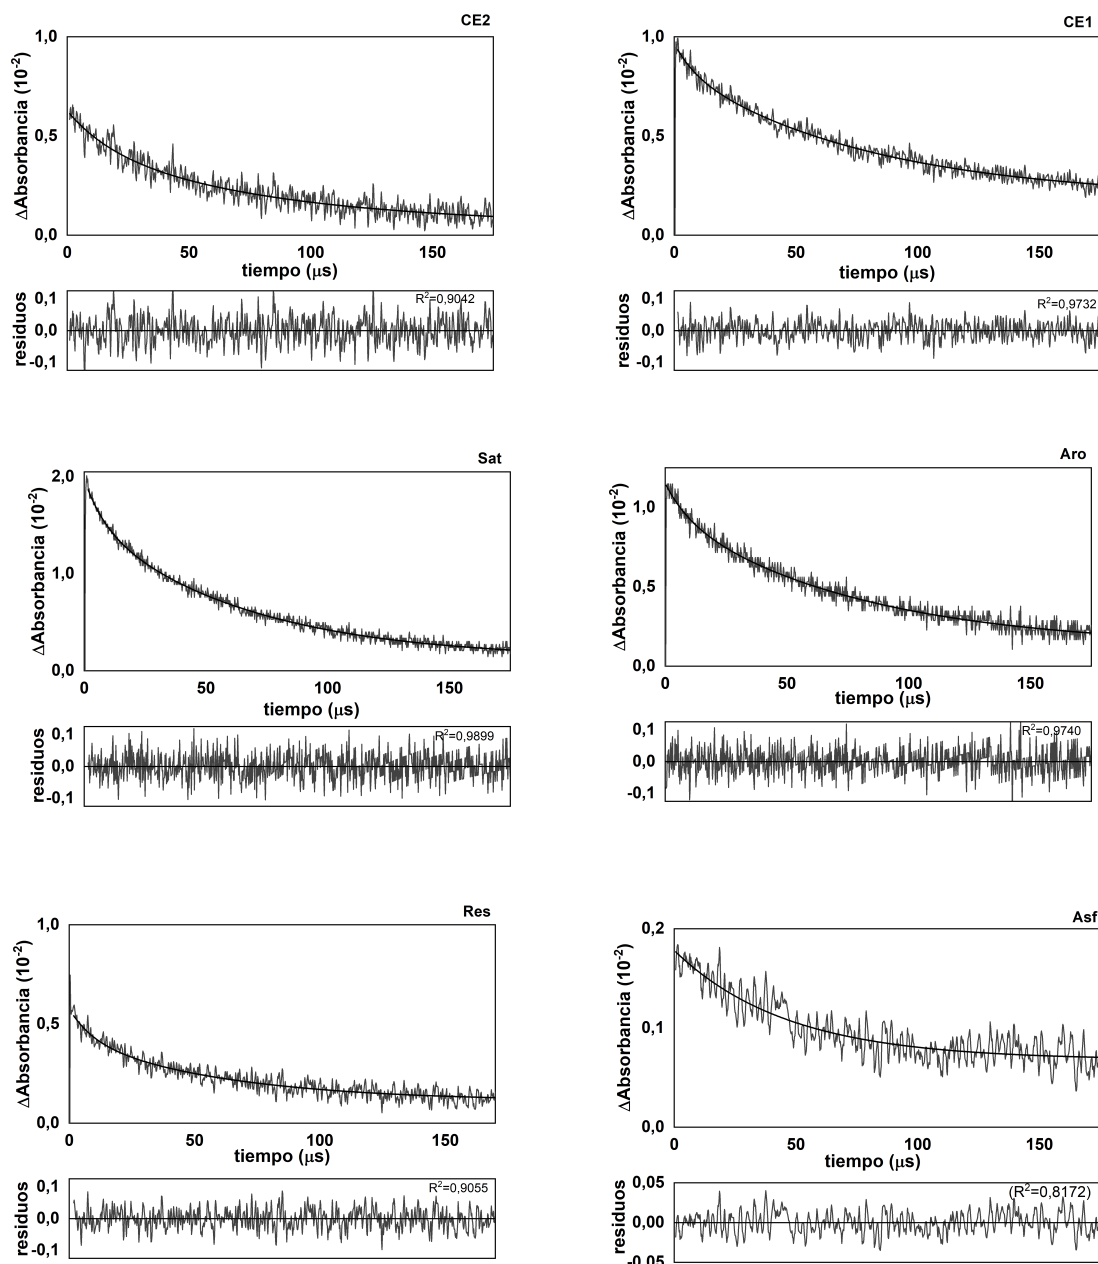 CE2
1,0
0,5
0,0
ΔAbsorbancia (10⁻²)
0 50 100 150
tiempo (μs)
0,1
0,0
-0,1
residuos
R²=0,9042
CE1
1,0
0,5
0,0
ΔAbsorbancia (10⁻²)
0 50 100 150
tiempo (μs)
0,1
0,0
-0,1
residuos
R²=0,9732
Sat
2,0
1,0
0,0
ΔAbsorbancia (10⁻²)
0 50 100 150
tiempo (μs)
0,1
0,0
-0,1
residuos
R²=0,9899
Aro
1,0
0,5
0,0
ΔAbsorbancia (10⁻²)
0 50 100 150
tiempo (μs)
0,1
0,0
-0,1
residuos
R²=0,9740
Res
1,0
0,5
0,0
ΔAbsorbancia (10⁻²)
0 50 100 150
tiempo (μs)
0,1
0,0
-0,1
residuos
R²=0,9055
Asf
0,2
0,1
0,0
ΔAbsorbancia (10⁻²)
0 50 100 150
tiempo (μs)
0,05
0,00
-0,05
residuos
(R²=0,8172)